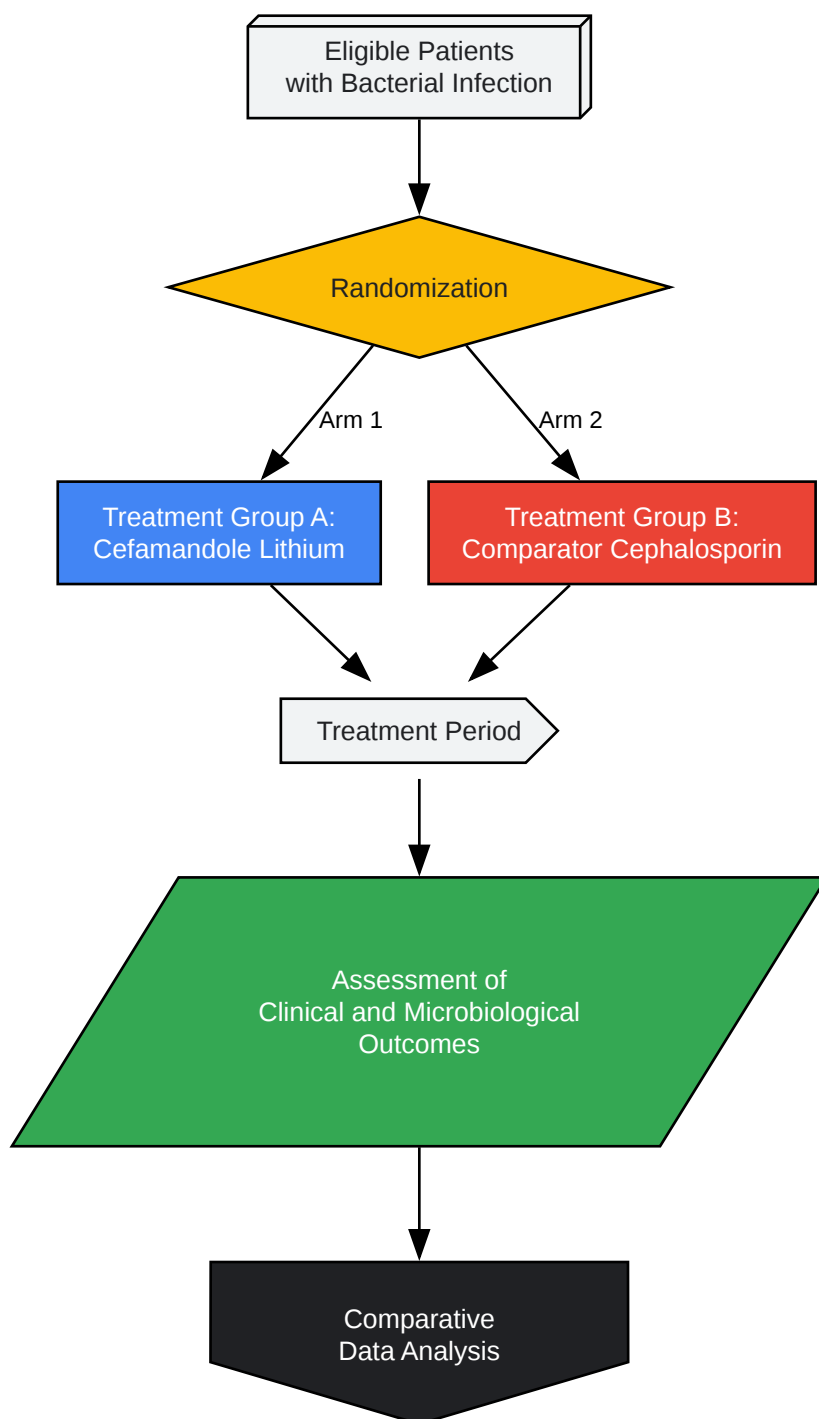 Eligible Patients
with Bacterial Infection
Randomization
Arm 1
Arm 2
Treatment Group A:
Cefamandole Lithium
Treatment Group B:
Comparator Cephalosporin
Treatment Period
Assessment of
Clinical and Microbiological
Outcomes
Comparative
Data Analysis